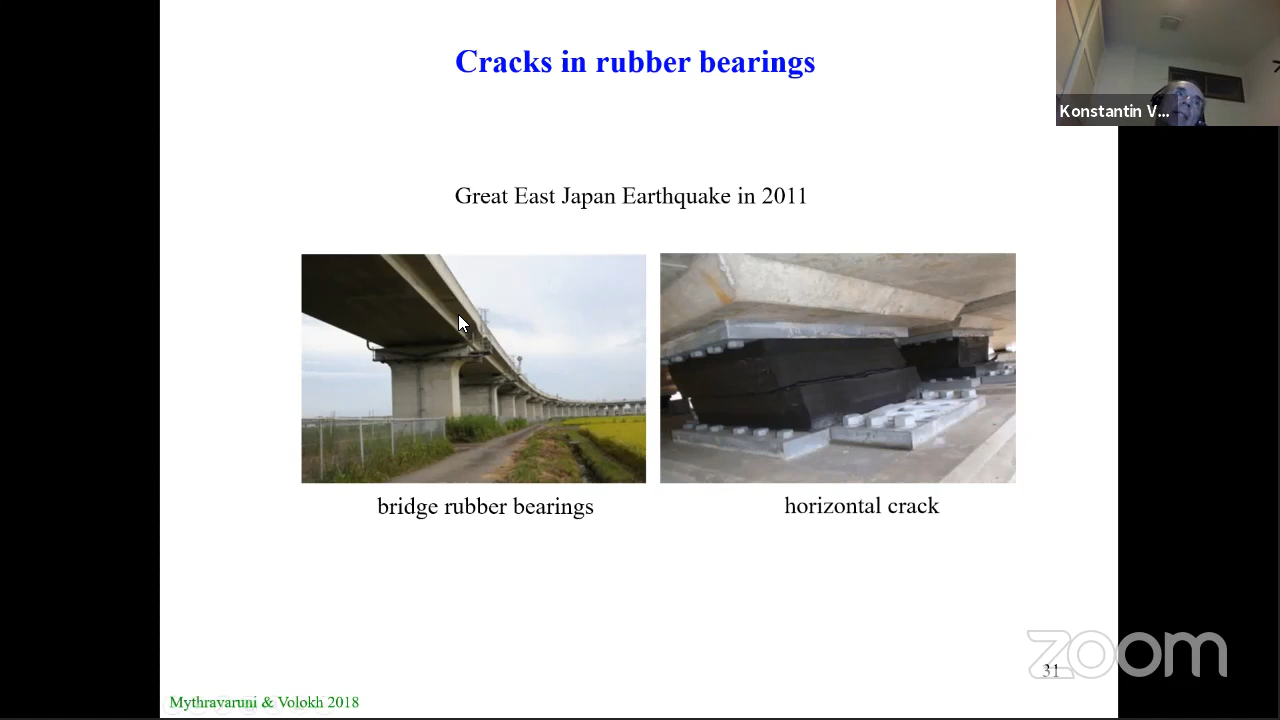 Cracks in rubber bearings
Konstantin V...
Great East Japan Earthquake in 2011
bridge rubber bearings
horizontal crack
zoom
31
Mythravaruni & Volokh 2018